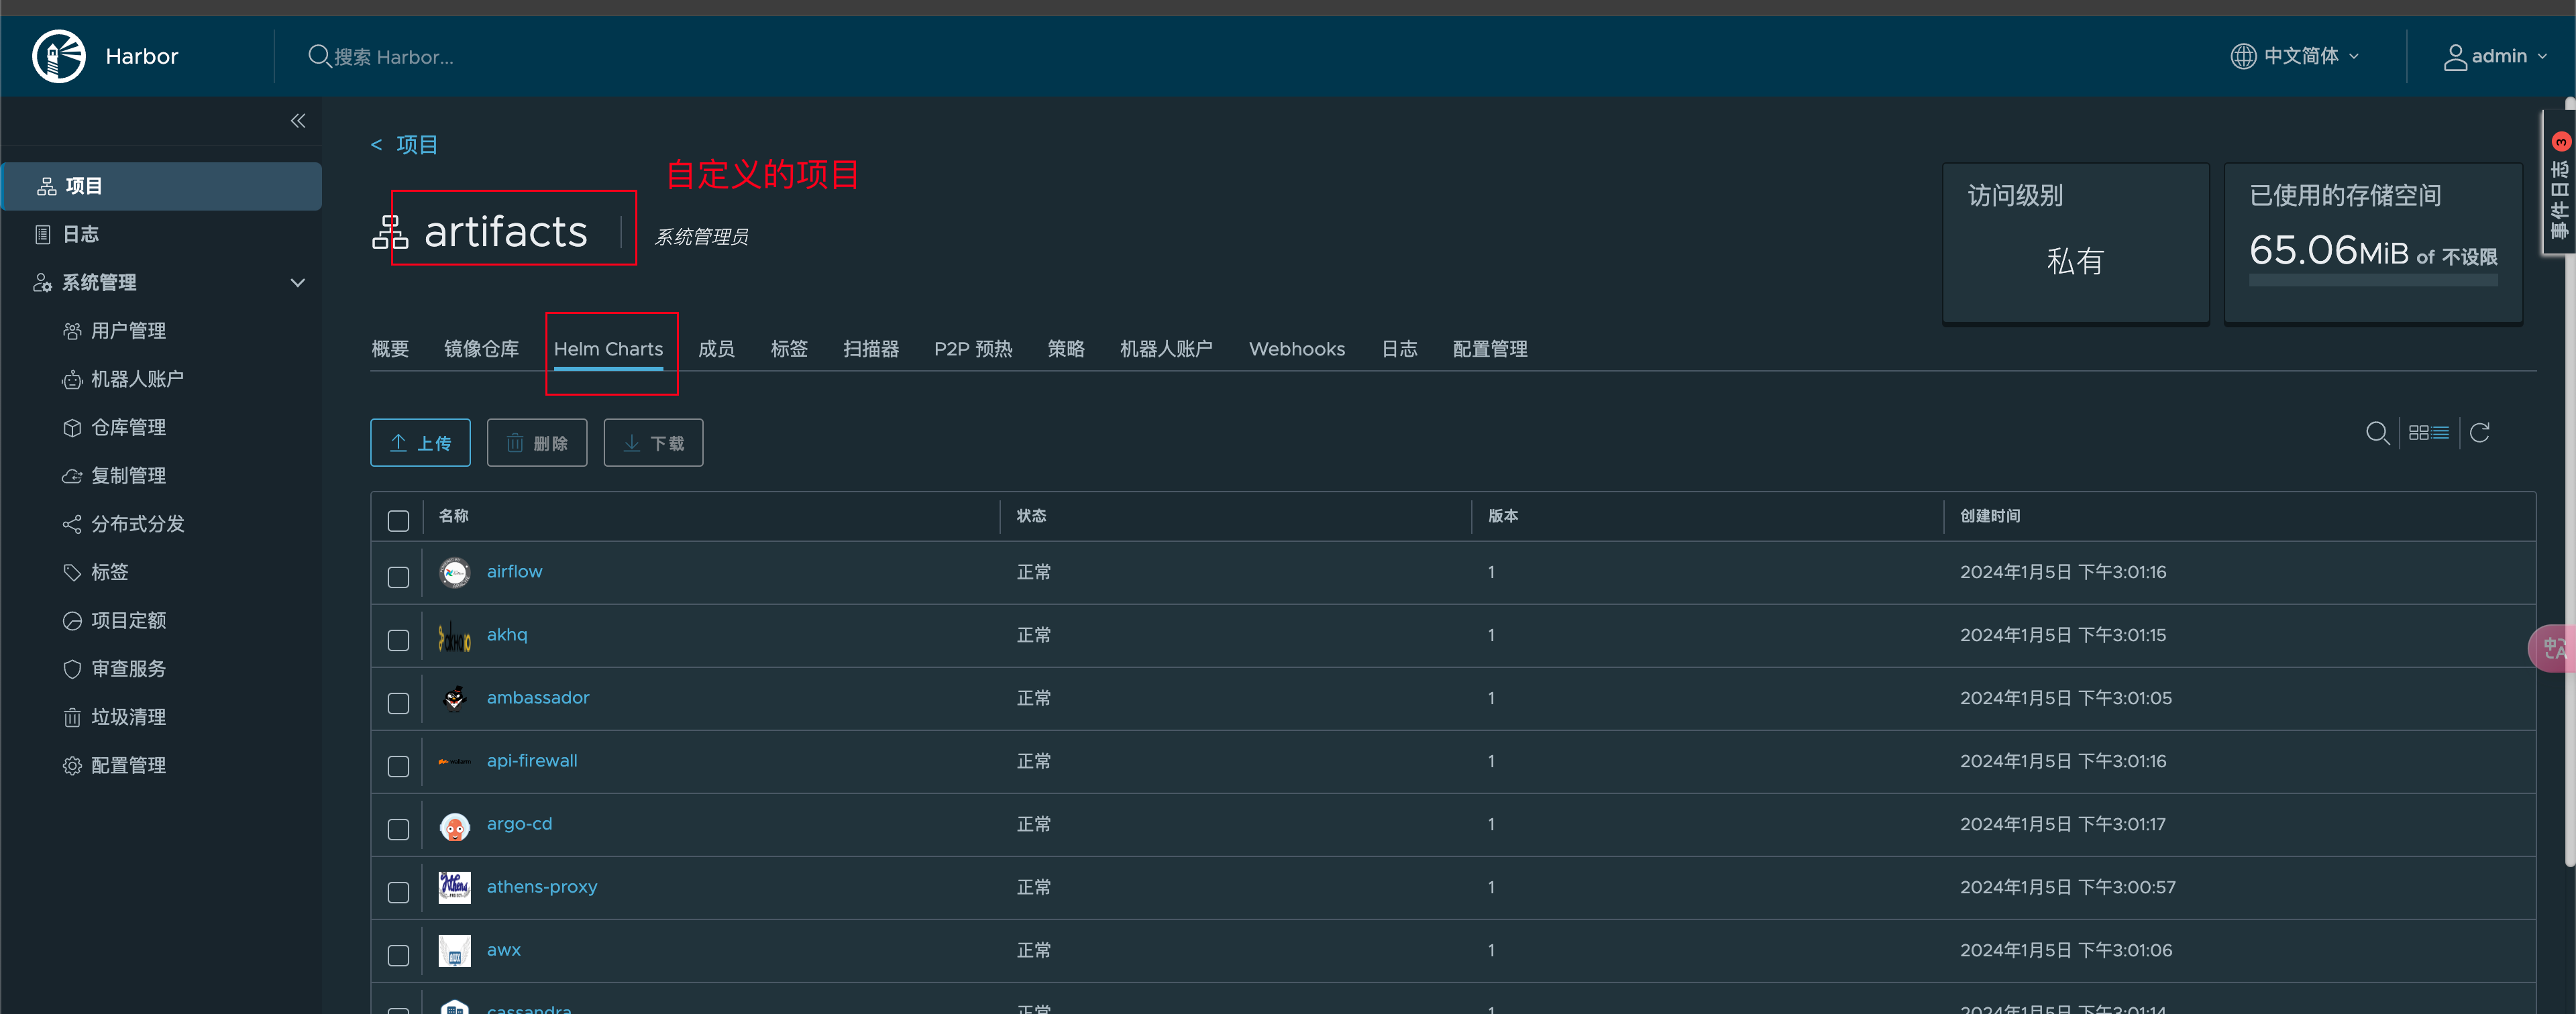 Harbor
搜索 Harbor...
中文简体
admin
项目
日志
系统管理
用户管理
机器人账户
仓库管理
复制管理
分布式分发
标签
项目定额
审查服务
垃圾清理
配置管理
< 项目
自定义的项目
artifacts
系统管理员
访问级别
私有
已使用的存储空间
65.06MiB of 不设限
事件日志 3
概要 镜像仓库 Helm Charts 成员 标签 扫描器 P2P 预热 策略 机器人账户 Webhooks 日志 配置管理
上传 删除 下载
名称 状态 版本 创建时间
airflow 正常 1 2024年1月5日 下午3:01:16
akhq 正常 1 2024年1月5日 下午3:01:15
ambassador 正常 1 2024年1月5日 下午3:01:05
api-firewall 正常 1 2024年1月5日 下午3:01:16
argo-cd 正常 1 2024年1月5日 下午3:01:17
athens-proxy 正常 1 2024年1月5日 下午3:00:57
awx 正常 1 2024年1月5日 下午3:01:06
cassandra 正常 1 2024年1月5日 下午3:01:14